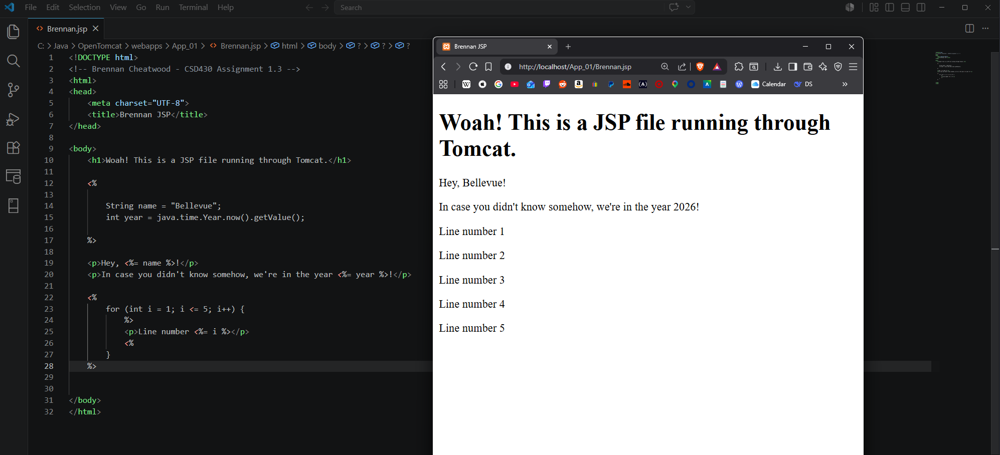 File Edit Selection View Go Run Terminal Help
Search
Brennan.jsp
C: > Java > OpenTomcat > webapps > App_01 > Brennan.jsp > html > body > ? > ? > ?
1 <!DOCTYPE html>
2 <!-- Brennan Cheatwood - CSD430 Assignment 1.3 -->
3 <html>
4 <head>
5 <meta charset="UTF-8">
6 <title>Brennan JSP</title>
7 </head>
8
9 <body>
10 <h1>Woah! This is a JSP file running through Tomcat.</h1>
11
12 <%
13
14 String name = "Bellevue";
15 int year = java.time.Year.now().getValue();
16
17 %>
18
19 <p>Hey, <%= name %>!</p>
20 <p>In case you didn't know somehow, we're in the year <%= year %>!</p>
21
22 <%
23 for (int i = 1; i <= 5; i++) {
24 %>
25 <p>Line number <%= i %></p>
26 <%
27 }
28 %>
29
30
31 </body>
32 </html>
Brennan JSP
http://localhost/App_01/Brennan.jsp
Calendar DS
Woah! This is a JSP file running through
Tomcat.
Hey, Bellevue!
In case you didn't know somehow, we're in the year 2026!
Line number 1
Line number 2
Line number 3
Line number 4
Line number 5